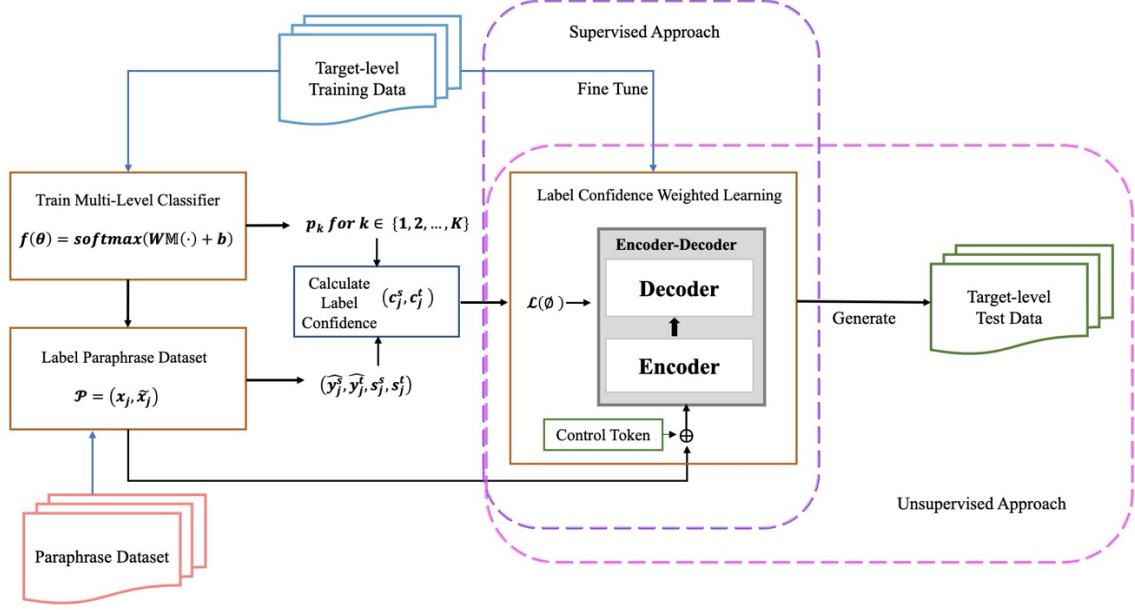 Supervised Approach
Target-level
Training Data
Fine Tune
Train Multi-Level Classifier
f(θ) = softmax(W𝕄(·) + b)
p_k for k ∈ {1, 2, ..., K}
Calculate
Label
Confidence
(c_j^s, c_j^t)
Label Paraphrase Dataset
𝒫 = (x_j, x̃_j)
(ŷ_j^s, ŷ_j^t, s_j^s, s_j^t)
Paraphrase Dataset
Label Confidence Weighted Learning
Encoder-Decoder
Decoder
ℒ(∅)
Encoder
Control Token
⊕
Generate
Target-level
Test Data
Unsupervised Approach